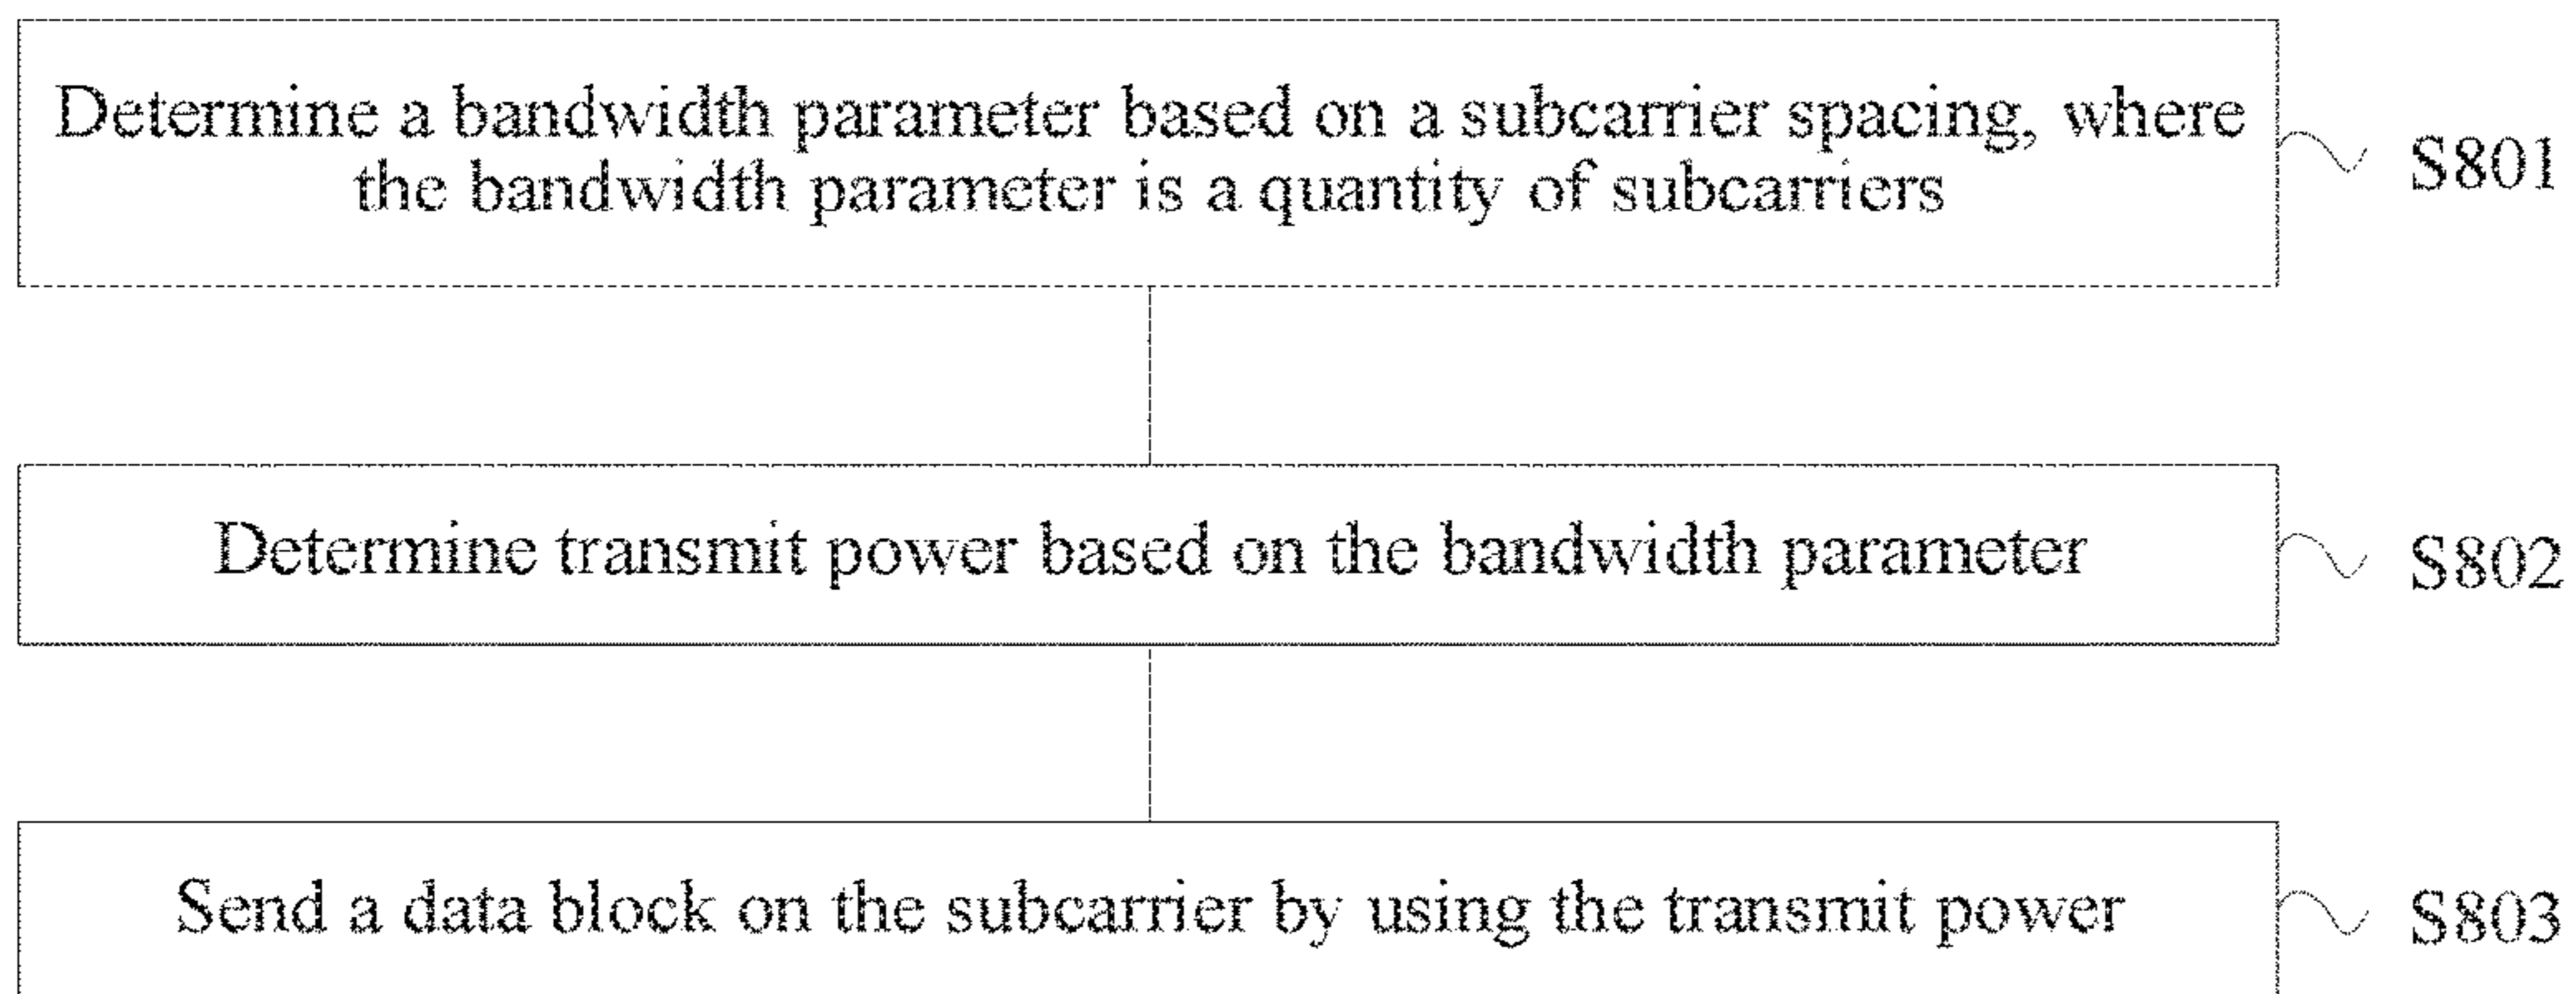 Determine a bandwidth parameter based on a subcarrier spacing, where
the bandwidth parameter is a quantity of subcarriers
S801
Determine transmit power based on the bandwidth parameter
S802
Send a data block on the subcarrier by using the transmit power
S803